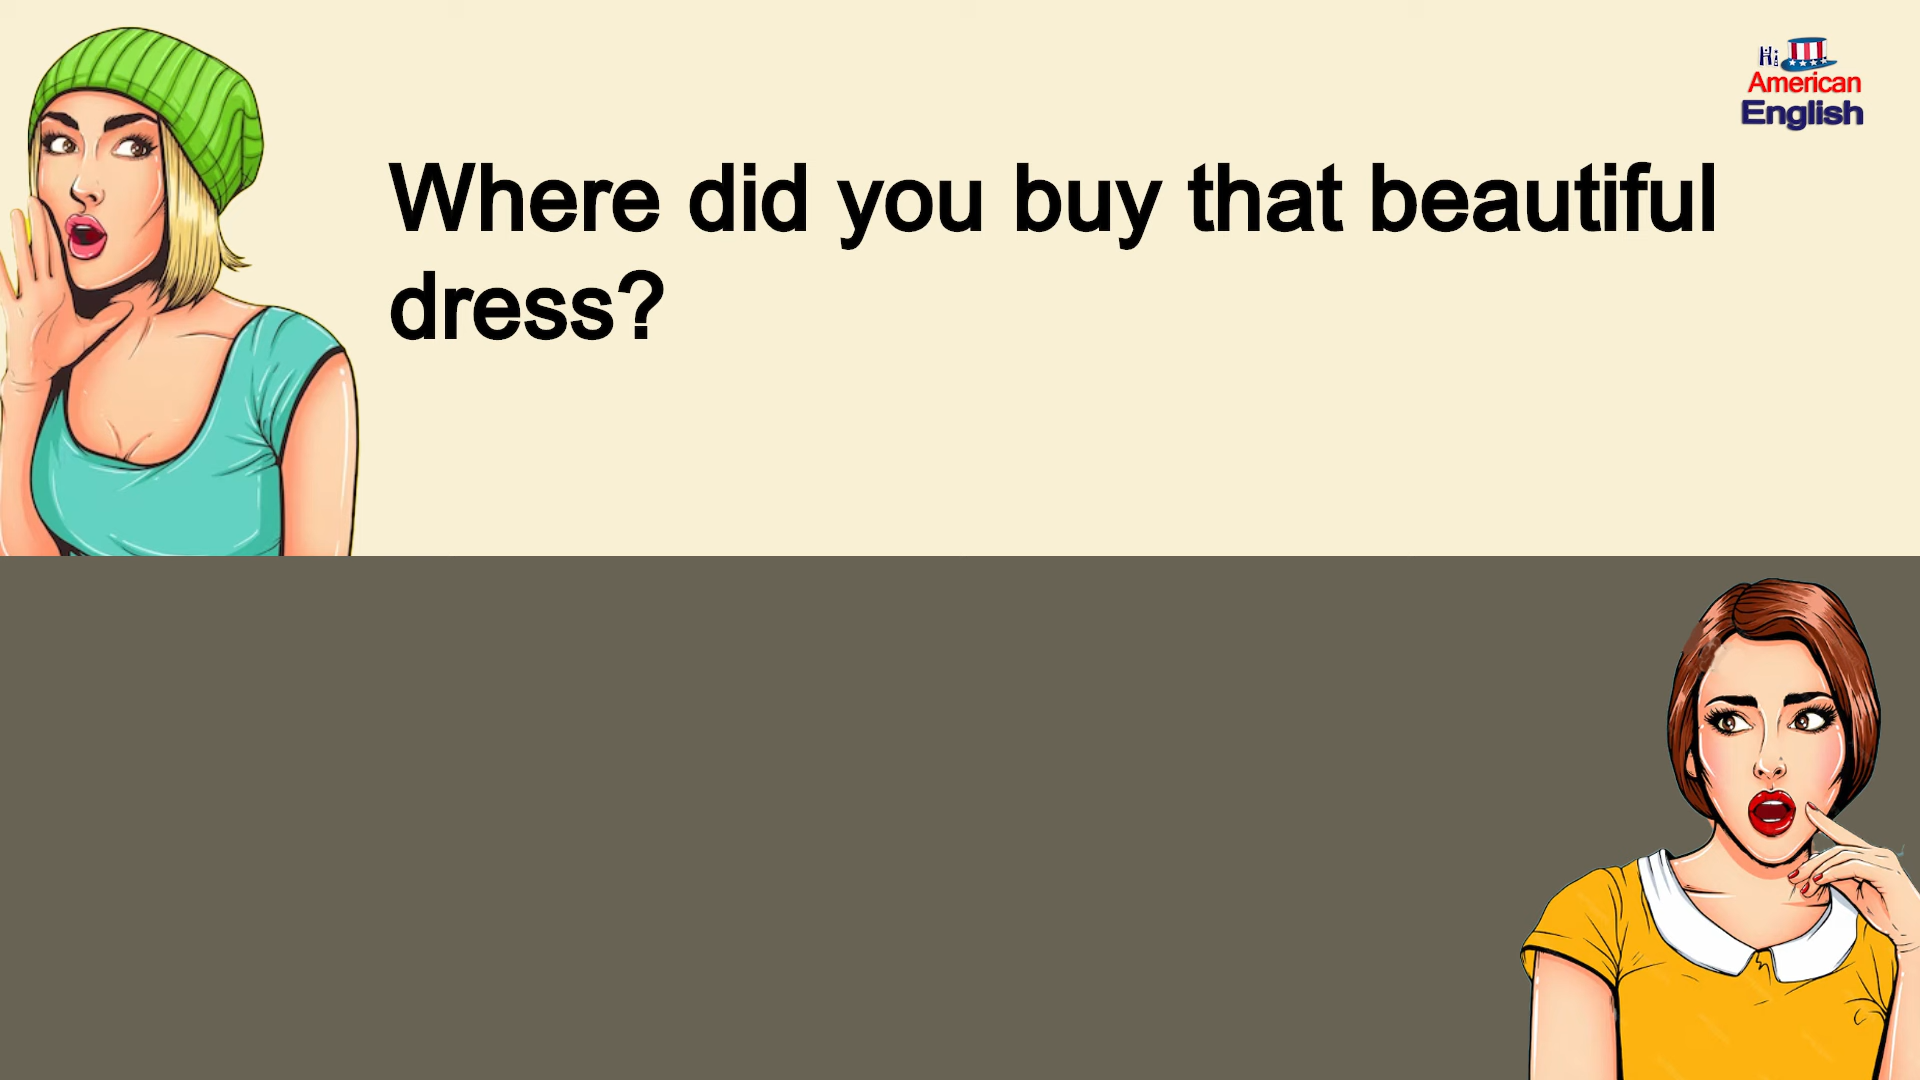 Hi
American
English
Where did you buy that beautiful
dress?